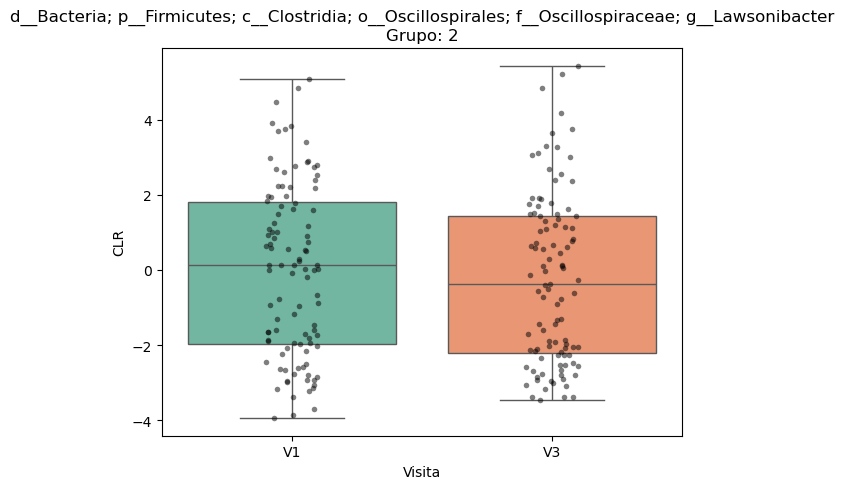 d__Bacteria; p__Firmicutes; c__Clostridia; o__Oscillospirales; f__Oscillospiraceae; g__Lawsonibacter
Grupo: 2
4
2
0
−2
−4
CLR
V1
V3
Visita